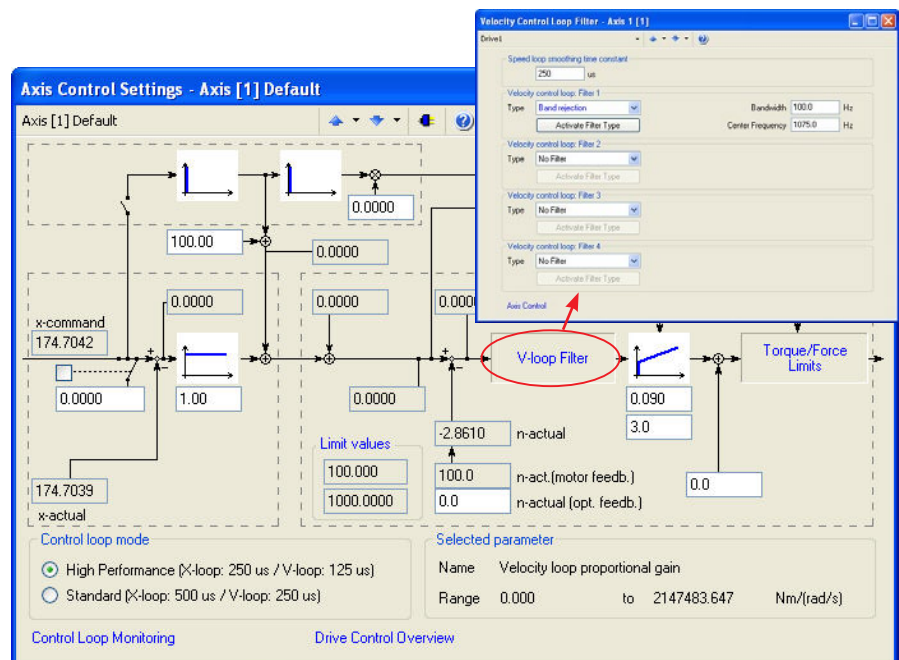 Velocity Control Loop Filter - Axis 1 [1]
Drive1
Speed loop smoothing time constant
250 us
Velocity control loop: Filter 1
Type Band rejection Bandwidth 100.0 Hz
Activate Filter Type Center Frequency 1075.0 Hz
Velocity control loop: Filter 2
Type No Filter
Activate Filter Type
Velocity control loop: Filter 3
Type No Filter
Activate Filter Type
Velocity control loop: Filter 4
Type No Filter
Activate Filter Type
Axis Control
Axis Control Settings - Axis [1] Default
Axis [1] Default
0.0000
100.00
0.0000
0.0000 0.0000 0.000
x-command
174.7042
+ - + -
V-loop Filter
Torque/Force
Limits
0.0000 1.00 0.0000 0.090
-2.8610 n-actual 3.0
Limit values
100.000 100.0 n-act.(motor feedb.)
1000.0000 0.0 n-actual (opt. feedb.)
0.0
174.7039
x-actual
Control loop mode
High Performance (X-loop: 250 us / V-loop: 125 us)
Standard (X-loop: 500 us / V-loop: 250 us)
Selected parameter
Name Velocity loop proportional gain
Range 0.000 to 2147483.647 Nm/(rad/s)
Control Loop Monitoring Drive Control Overview